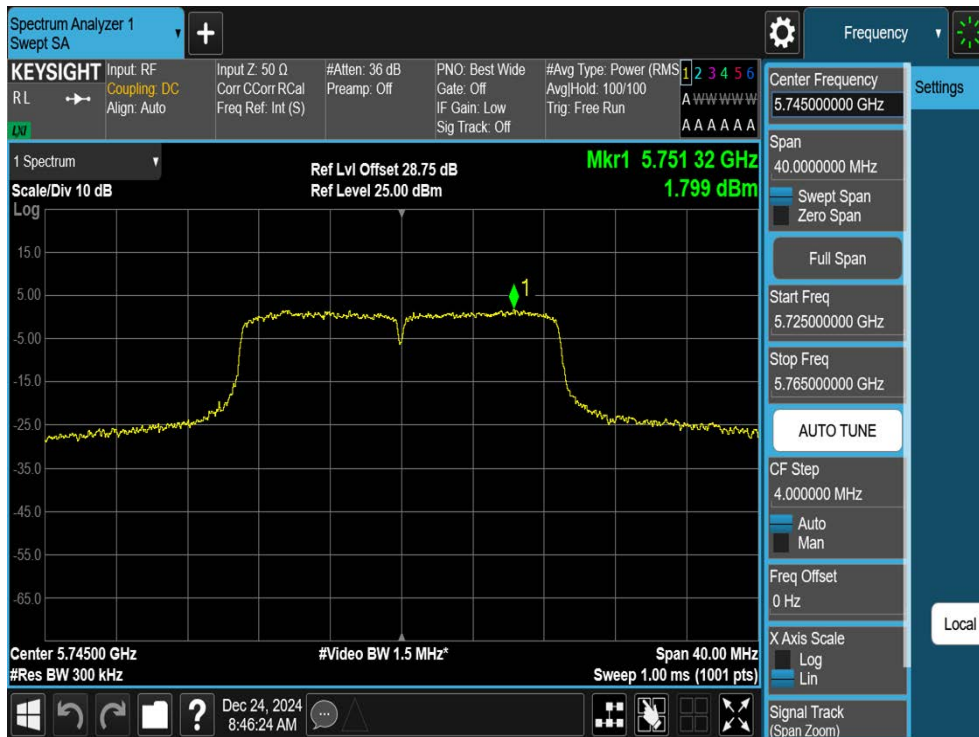 Spectrum Analyzer 1
Swept SA
+
Frequency
KEYSIGHT
RL
LXI
Input: RF
Coupling: DC
Align: Auto
Input Z: 50 Ω
Corr CCorr RCal
Freq Ref: Int (S)
#Atten: 36 dB
Preamp: Off
PNO: Best Wide
Gate: Off
IF Gain: Low
Sig Track: Off
#Avg Type: Power (RMS
Avg|Hold: 100/100
Trig: Free Run
1 2 3 4 5 6
A W W W W W
A A A A A A
1 Spectrum
Scale/Div 10 dB
Log
Ref Lvl Offset 28.75 dB
Ref Level 25.00 dBm
Mkr1 5.751 32 GHz
1.799 dBm
15.0
5.00
-5.00
-15.0
-25.0
-35.0
-45.0
-55.0
-65.0
1
Center 5.74500 GHz
#Res BW 300 kHz
#Video BW 1.5 MHz*
Span 40.00 MHz
Sweep 1.00 ms (1001 pts)
?
Dec 24, 2024
8:46:24 AM
Center Frequency
5.745000000 GHz
Span
40.0000000 MHz
Swept Span
Zero Span
Full Span
Start Freq
5.725000000 GHz
Stop Freq
5.765000000 GHz
AUTO TUNE
CF Step
4.000000 MHz
Auto
Man
Freq Offset
0 Hz
X Axis Scale
Log
Lin
Signal Track
(Span Zoom)
Settings
Local